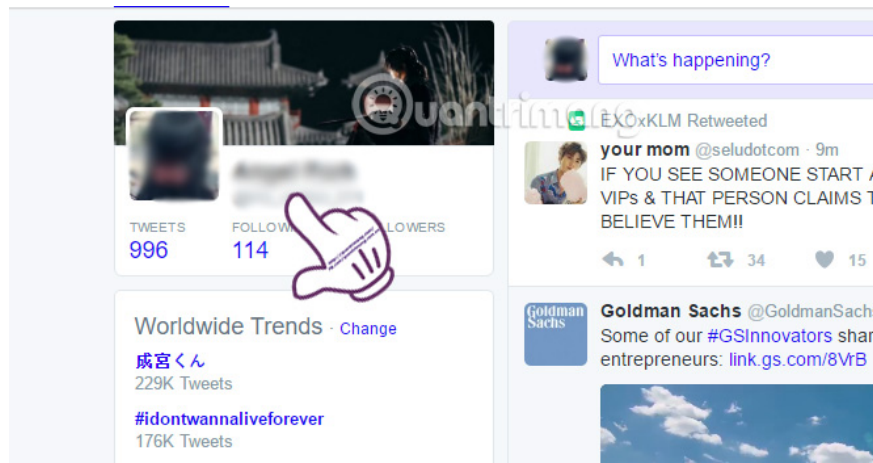 Quantrimang
TWEETS
996
FOLLOWI
114
LOWERS
Worldwide Trends · Change
成宮くん
229K Tweets
#idontwannaliveforever
176K Tweets
What's happening?
EXOxKLM Retweeted
your mom @seludotcom · 9m
IF YOU SEE SOMEONE START A
VIPs & THAT PERSON CLAIMS T
BELIEVE THEM!!
1 34 15
Goldman
Sachs
Goldman Sachs @GoldmanSachs
Some of our #GSInnovators shar
entrepreneurs: link.gs.com/8VrB